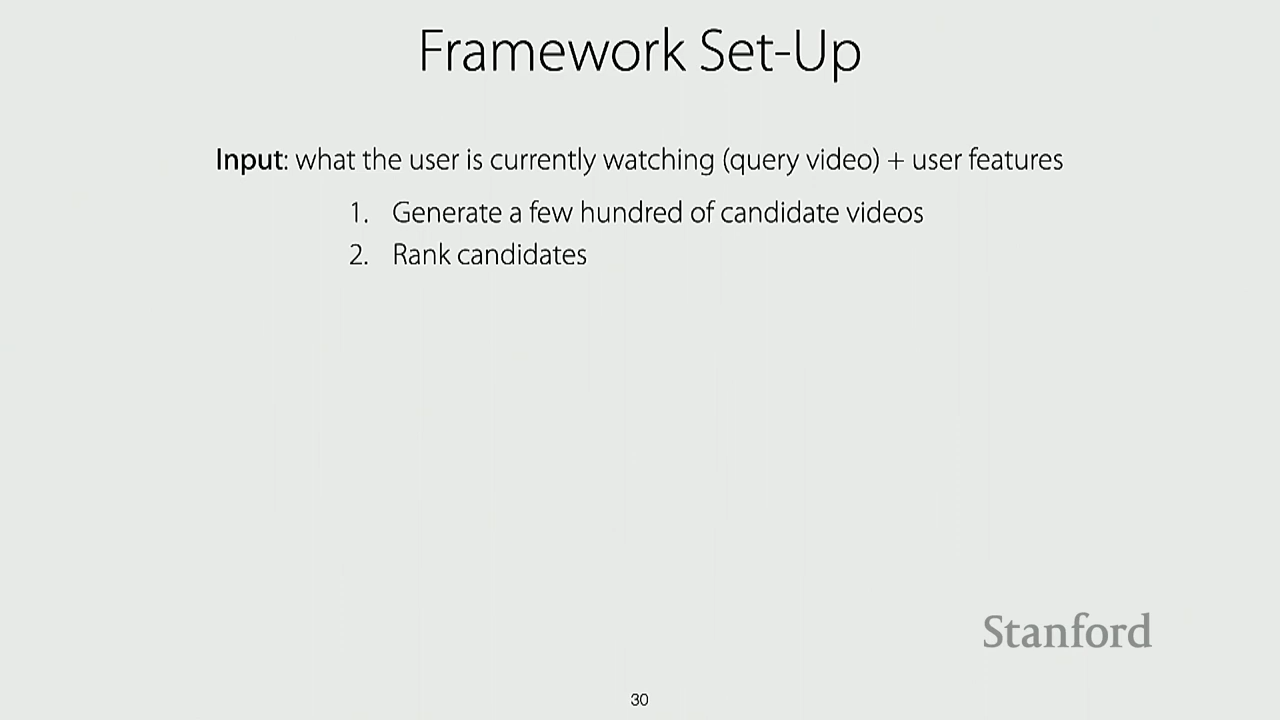 Framework Set-Up
Input: what the user is currently watching (query video) + user features
1. Generate a few hundred of candidate videos
2. Rank candidates
Stanford
30